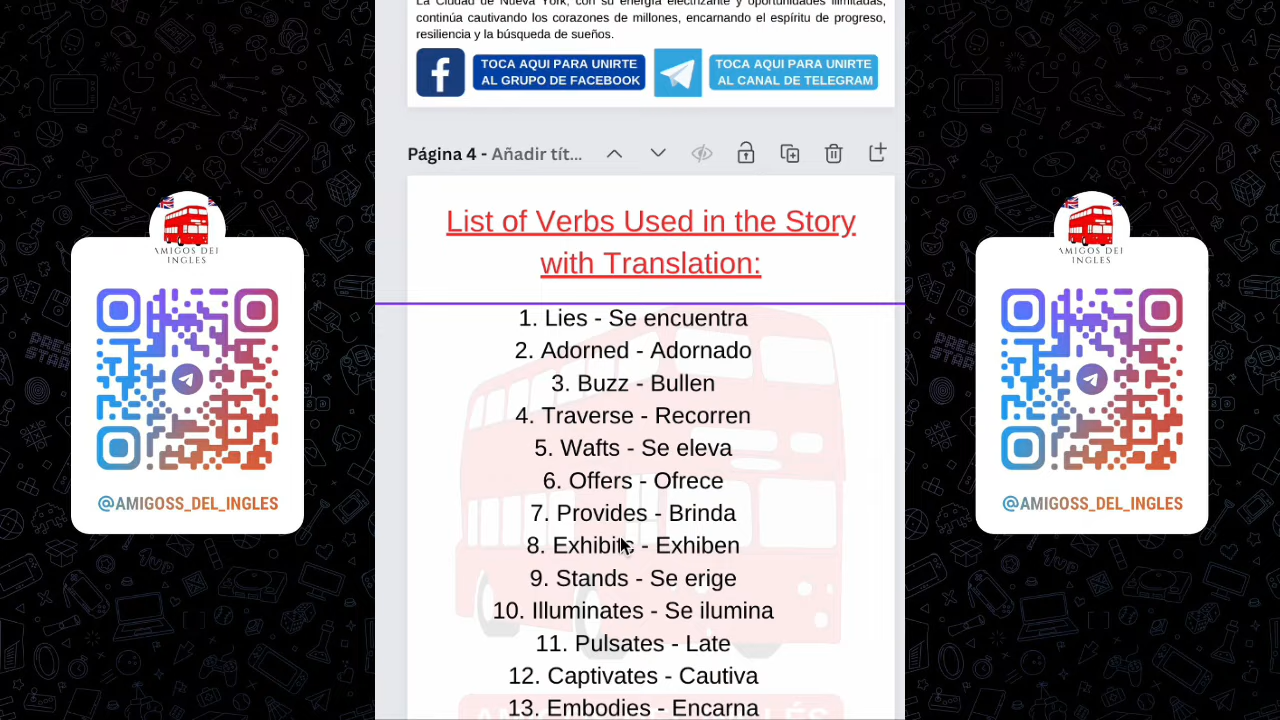 La Ciudad de Nueva York, con su energía electrizante y oportunidades ilimitadas,
continúa cautivando los corazones de millones, encarnando el espíritu de progreso,
resiliencia y la búsqueda de sueños.
TOCA AQUI PARA UNIRTE
AL GRUPO DE FACEBOOK
TOCA AQUI PARA UNIRTE
AL CANAL DE TELEGRAM
Página 4 - Añadir tít...
List of Verbs Used in the Story
with Translation:
1. Lies - Se encuentra
2. Adorned - Adornado
3. Buzz - Bullen
4. Traverse - Recorren
5. Wafts - Se eleva
6. Offers - Ofrece
7. Provides - Brinda
8. Exhibits - Exhiben
9. Stands - Se erige
10. Illuminates - Se ilumina
11. Pulsates - Late
12. Captivates - Cautiva
13. Embodies - Encarna
AMIGOS DEL
INGLES
@AMIGOSS_DEL_INGLES
AMIGOS DEL
INGLES
@AMIGOSS_DEL_INGLES